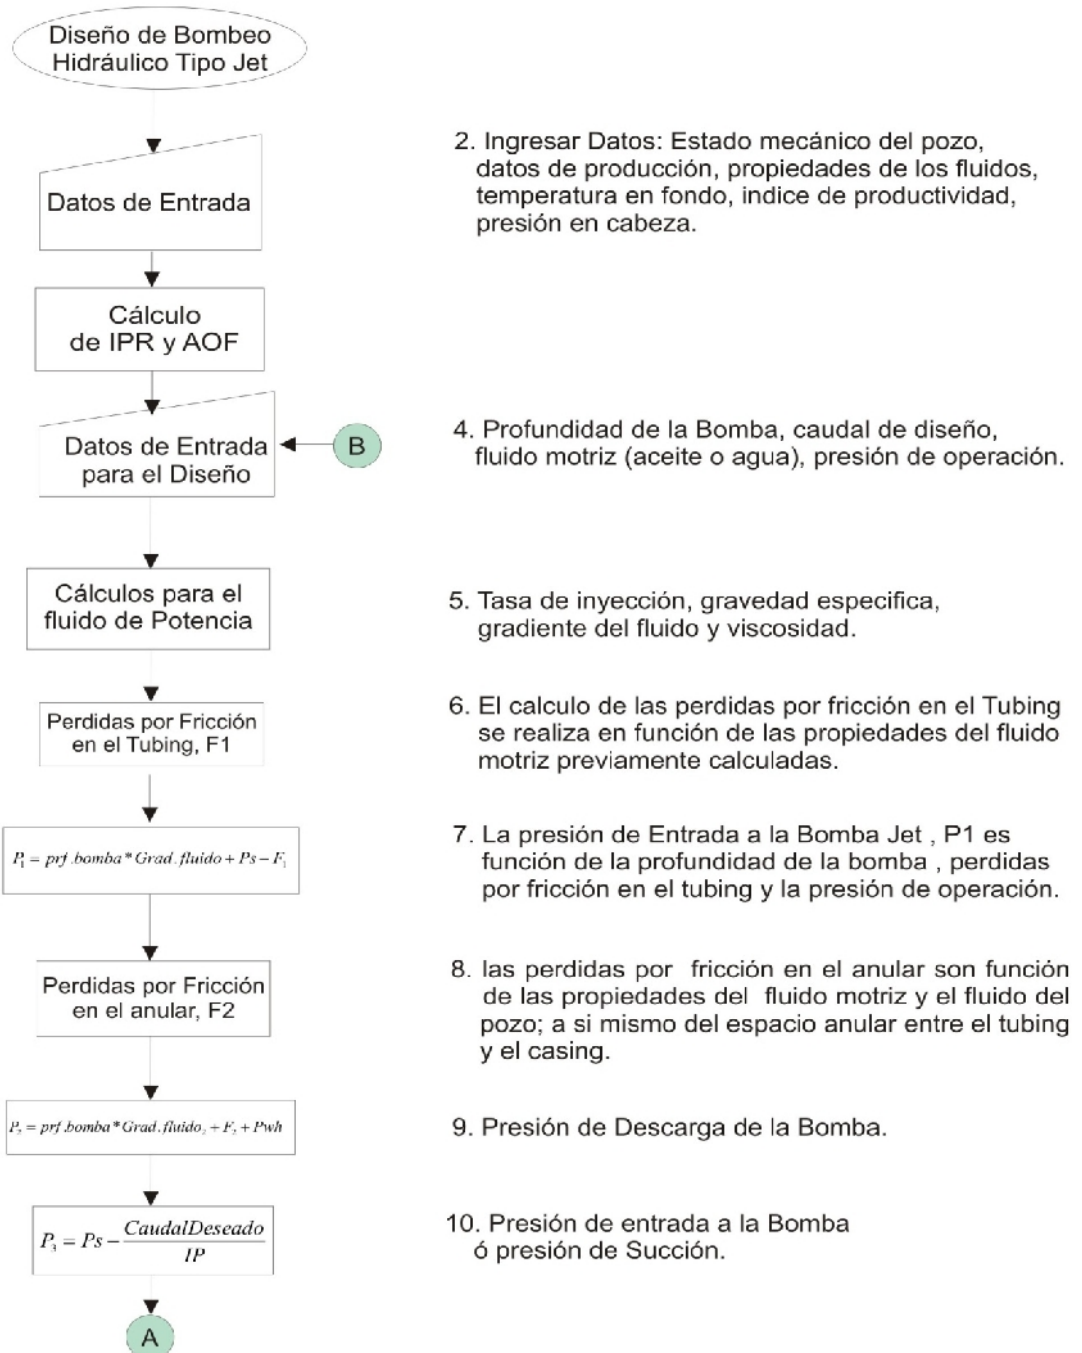 Diseño de Bombeo
Hidráulico Tipo Jet
Datos de Entrada
2. Ingresar Datos: Estado mecánico del pozo,
datos de producción, propiedades de los fluidos,
temperatura en fondo, indice de productividad,
presión en cabeza.
Cálculo
de IPR y AOF
Datos de Entrada
para el Diseño
B
4. Profundidad de la Bomba, caudal de diseño,
fluido motriz (aceite o agua), presión de operación.
Cálculos para el
fluido de Potencia
5. Tasa de inyección, gravedad especifica,
gradiente del fluido y viscosidad.
Perdidas por Fricción
en el Tubing, F1
6. El calculo de las perdidas por fricción en el Tubing
se realiza en función de las propiedades del fluido
motriz previamente calculadas.
P₁ = prf.bomba * Grad.fluido + Ps − F₁
7. La presión de Entrada a la Bomba Jet , P1 es
función de la profundidad de la bomba , perdidas
por fricción en el tubing y la presión de operación.
Perdidas por Fricción
en el anular, F2
8. las perdidas por fricción en el anular son función
de las propiedades del fluido motriz y el fluido del
pozo; a si mismo del espacio anular entre el tubing
y el casing.
P₂ = prf.bomba * Grad.fluido₂ + F₂ + Pwh
9. Presión de Descarga de la Bomba.
P₃ = Ps − CaudalDeseado / IP
10. Presión de entrada a la Bomba
ó presión de Succión.
A